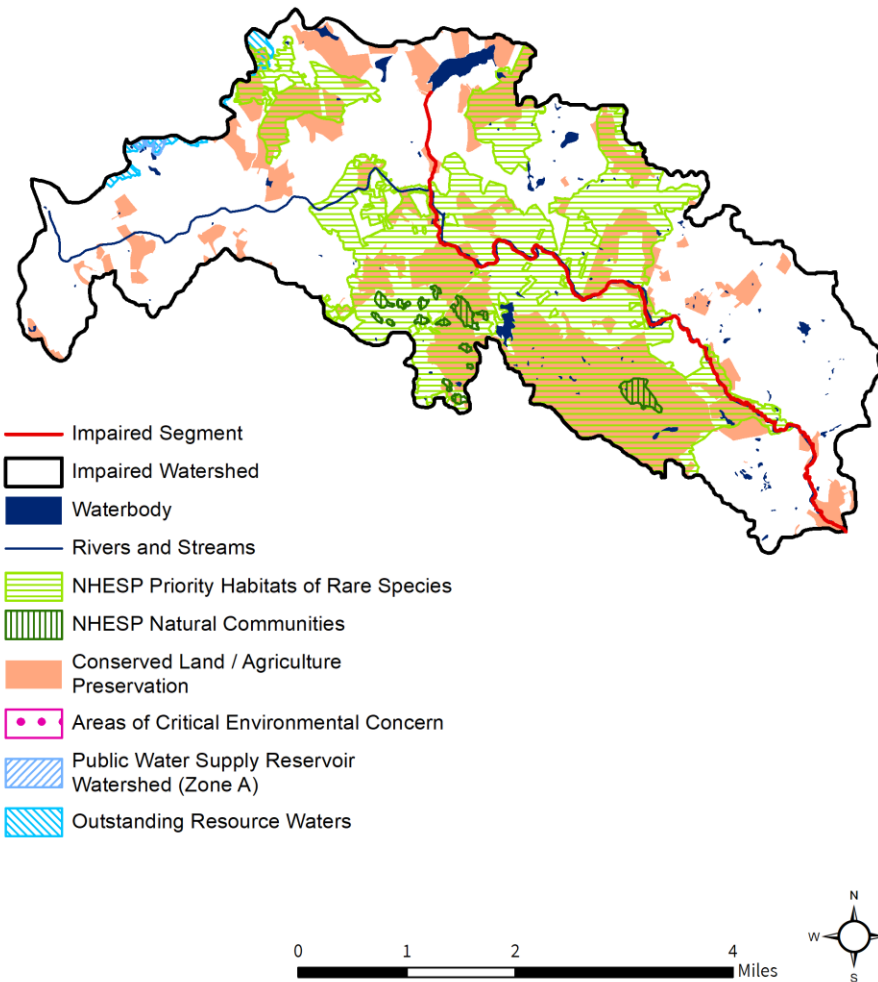 Impaired Segment
Impaired Watershed
Waterbody
Rivers and Streams
NHESP Priority Habitats of Rare Species
NHESP Natural Communities
Conserved Land / Agriculture
Preservation
Areas of Critical Environmental Concern
Public Water Supply Reservoir
Watershed (Zone A)
Outstanding Resource Waters
N
W
S
0 1 2 4
Miles